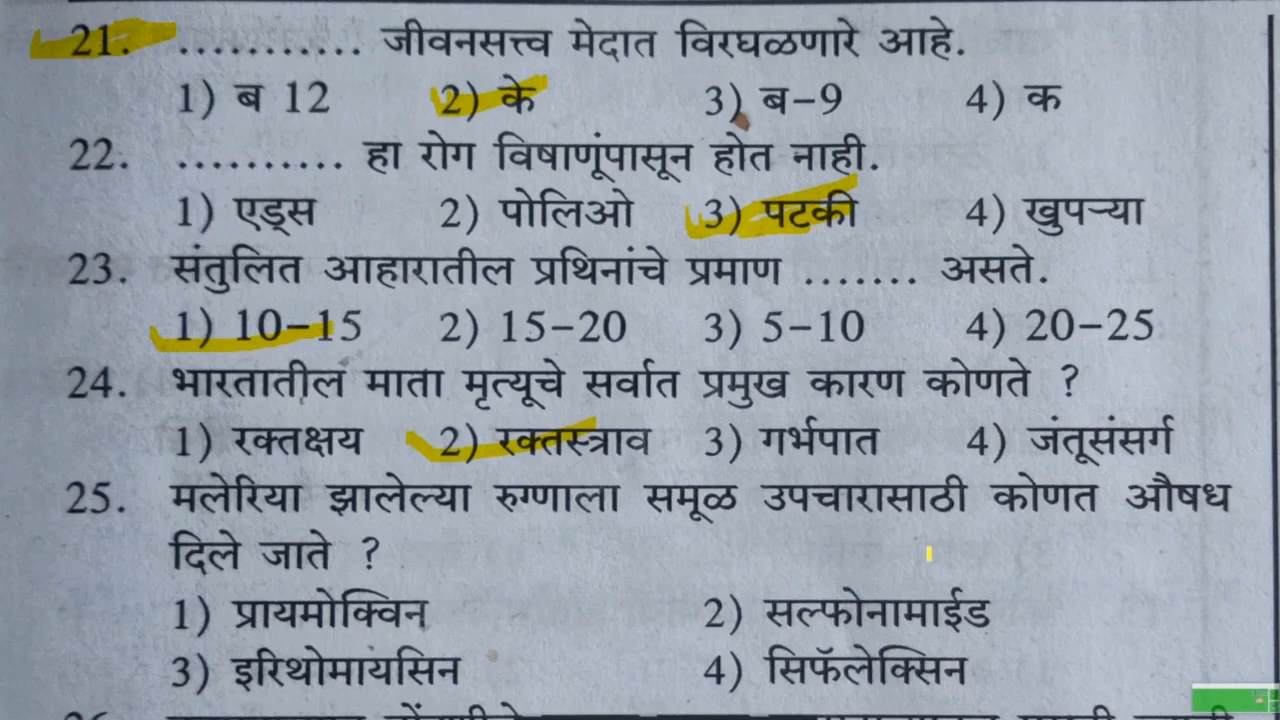 21. ........... जीवनसत्त्व मेदात विरघळणारे आहे.
1) ब 12 2) के 3) ब-9 4) क
22. .......... हा रोग विषाणूंपासून होत नाही.
1) एड्स 2) पोलिओ 3) पटकी 4) खुपऱ्या
23. संतुलित आहारातील प्रथिनांचे प्रमाण ....... असते.
1) 10-15 2) 15-20 3) 5-10 4) 20-25
24. भारतातील माता मृत्यूचे सर्वात प्रमुख कारण कोणते ?
1) रक्तक्षय 2) रक्तस्त्राव 3) गर्भपात 4) जंतूसंसर्ग
25. मलेरिया झालेल्या रुग्णाला समूळ उपचारासाठी कोणत औषध
दिले जाते ?
1) प्रायमोक्विन 2) सल्फोनामाईड
3) इरिथोमायसिन 4) सिफॅलेक्सिन